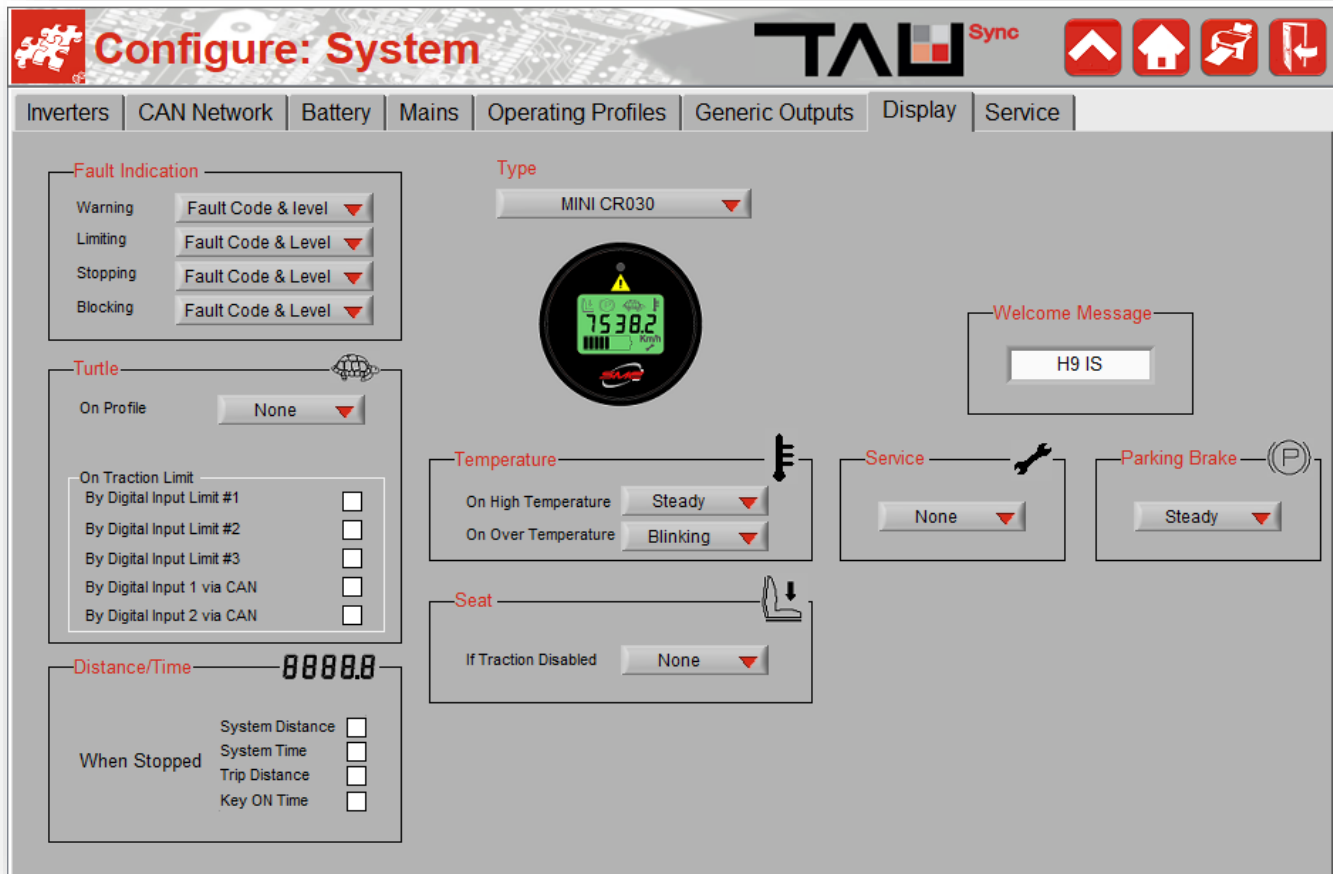 Configure: System
TAU Sync
Inverters
CAN Network
Battery
Mains
Operating Profiles
Generic Outputs
Display
Service
Fault Indication
Warning
Fault Code & level
Limiting
Fault Code & Level
Stopping
Fault Code & Level
Blocking
Fault Code & Level
Type
MINI CR030
7538.2
Km/h
SME
Welcome Message
H9 IS
Turtle
On Profile
None
On Traction Limit
By Digital Input Limit #1
By Digital Input Limit #2
By Digital Input Limit #3
By Digital Input 1 via CAN
By Digital Input 2 via CAN
Temperature
On High Temperature
Steady
On Over Temperature
Blinking
Service
None
Parking Brake
P
Steady
Seat
If Traction Disabled
None
Distance/Time
8888.8
When Stopped
System Distance
System Time
Trip Distance
Key ON Time